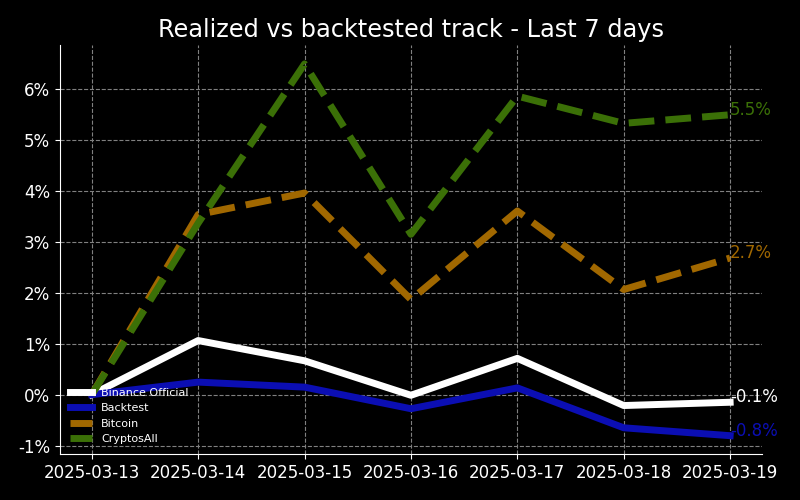 Realized vs backtested track - Last 7 days
6%
5%
4%
3%
2%
1%
0%
-1%
5.5%
2.7%
-0.1%
-0.8%
Binance Official
Backtest
Bitcoin
CryptosAll
2025-03-13 2025-03-14 2025-03-15 2025-03-16 2025-03-17 2025-03-18 2025-03-19